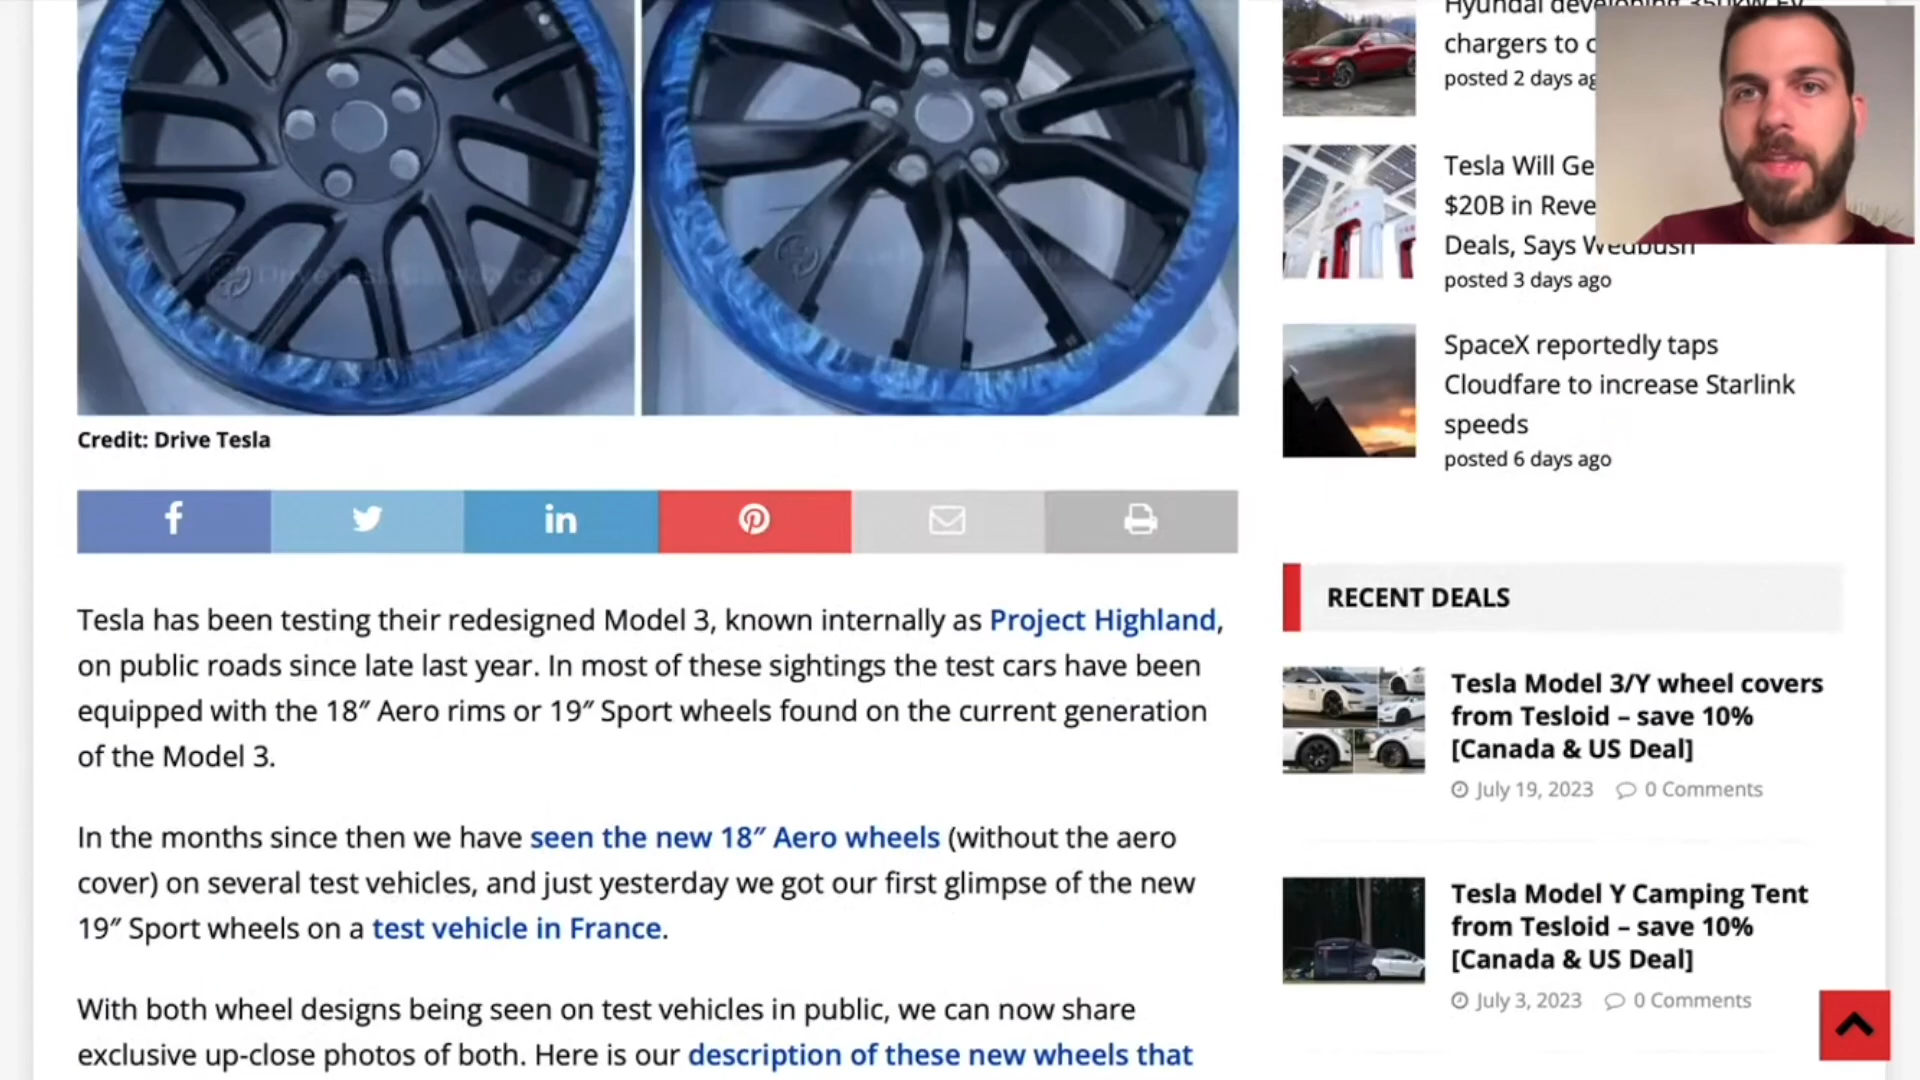 Credit: Drive Tesla
Tesla has been testing their redesigned Model 3, known internally as Project Highland,
on public roads since late last year. In most of these sightings the test cars have been
equipped with the 18″ Aero rims or 19″ Sport wheels found on the current generation
of the Model 3.
In the months since then we have seen the new 18″ Aero wheels (without the aero
cover) on several test vehicles, and just yesterday we got our first glimpse of the new
19″ Sport wheels on a test vehicle in France.
With both wheel designs being seen on test vehicles in public, we can now share
exclusive up-close photos of both. Here is our description of these new wheels that
Hyundai developing 350kW EV
chargers to
posted 2 days
Tesla Will
$20B in
Deals, Says Wedbush
posted 3 days ago
SpaceX reportedly taps
Cloudfare to increase Starlink
speeds
posted 6 days ago
RECENT DEALS
Tesla Model 3/Y wheel covers
from Tesloid – save 10%
[Canada & US Deal]
July 19, 2023 0 Comments
Tesla Model Y Camping Tent
from Tesloid – save 10%
[Canada & US Deal]
July 3, 2023 0 Comments